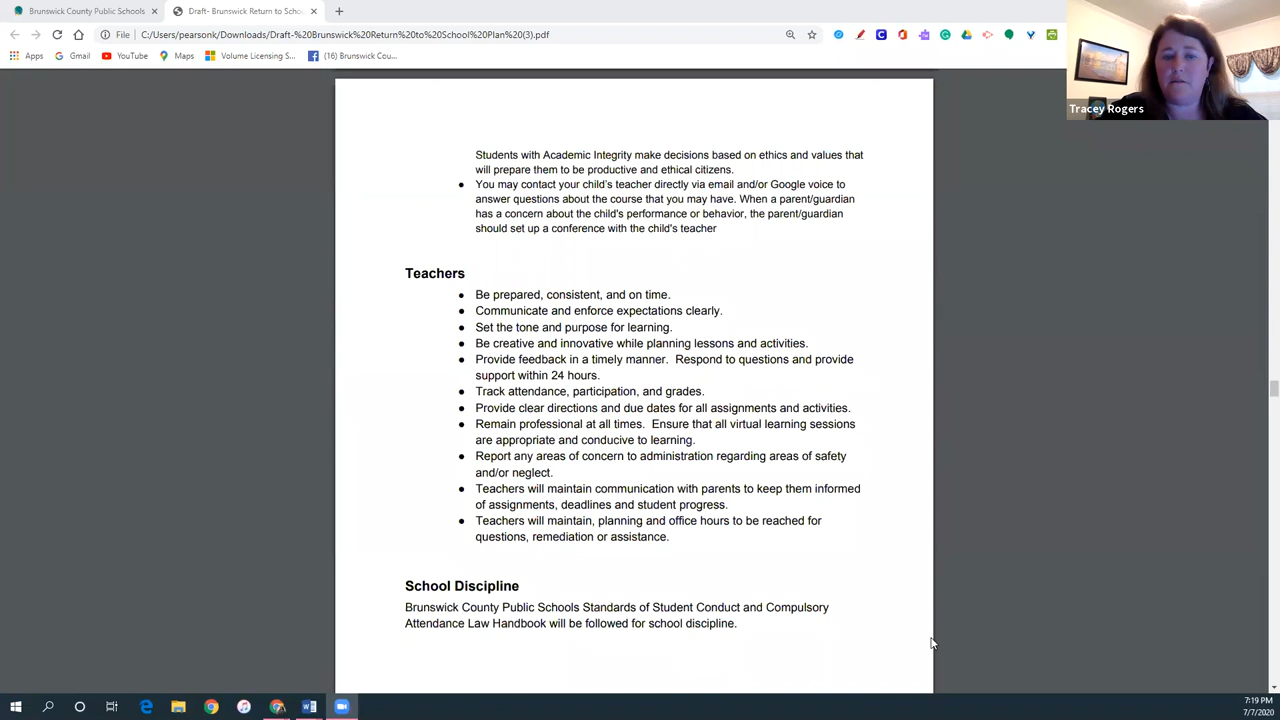 Brunswick County Public Schools
Draft- Brunswick Return to Scho
File
C:/Users/pearsonk/Downloads/Draft-%20Brunswick%20Return%20to%20School%20Plan%20(3).pdf
Apps
Gmail
YouTube
Maps
Volume Licensing S...
(16) Brunswick Cou...
Tracey Rogers
Students with Academic Integrity make decisions based on ethics and values that
will prepare them to be productive and ethical citizens.
● You may contact your child's teacher directly via email and/or Google voice to
answer questions about the course that you may have. When a parent/guardian
has a concern about the child's performance or behavior, the parent/guardian
should set up a conference with the child's teacher
Teachers
● Be prepared, consistent, and on time.
● Communicate and enforce expectations clearly.
● Set the tone and purpose for learning.
● Be creative and innovative while planning lessons and activities.
● Provide feedback in a timely manner. Respond to questions and provide
support within 24 hours.
● Track attendance, participation, and grades.
● Provide clear directions and due dates for all assignments and activities.
● Remain professional at all times. Ensure that all virtual learning sessions
are appropriate and conducive to learning.
● Report any areas of concern to administration regarding areas of safety
and/or neglect.
● Teachers will maintain communication with parents to keep them informed
of assignments, deadlines and student progress.
● Teachers will maintain, planning and office hours to be reached for
questions, remediation or assistance.
School Discipline
Brunswick County Public Schools Standards of Student Conduct and Compulsory
Attendance Law Handbook will be followed for school discipline.
7:19 PM
7/7/2020